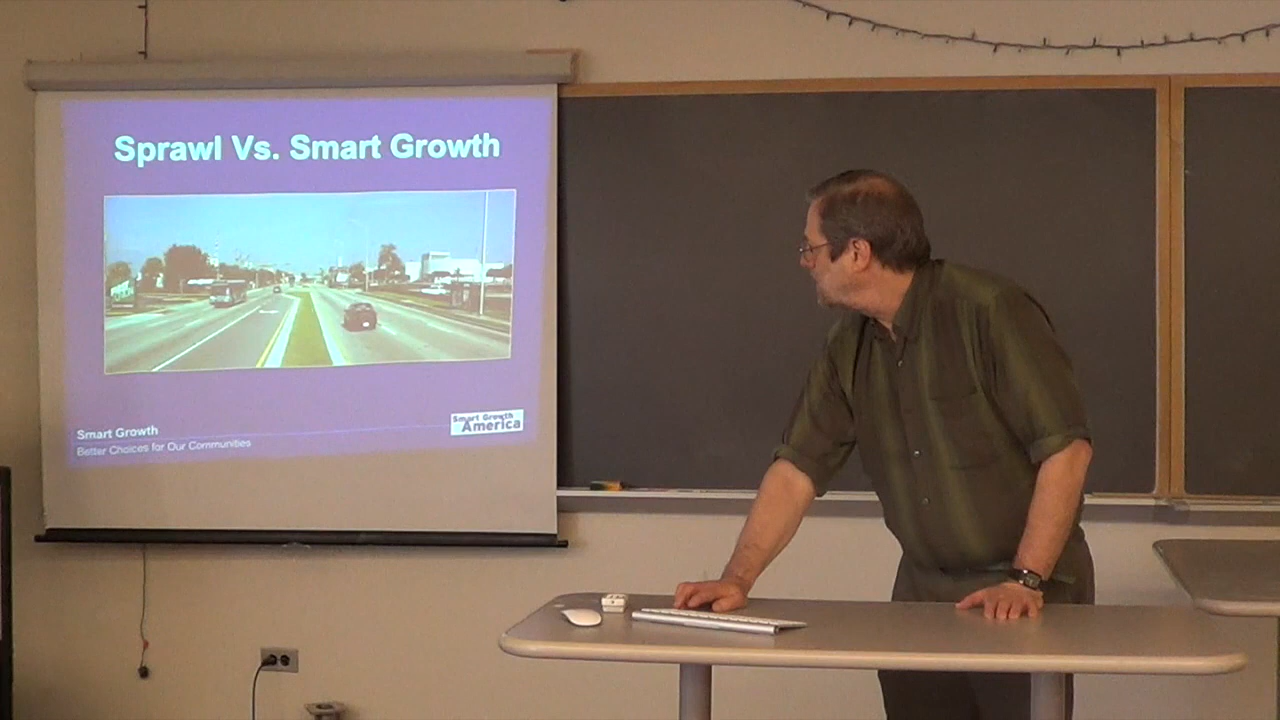 Sprawl Vs. Smart Growth
Smart Growth
Better Choices for Our Communities
Smart Growth
America